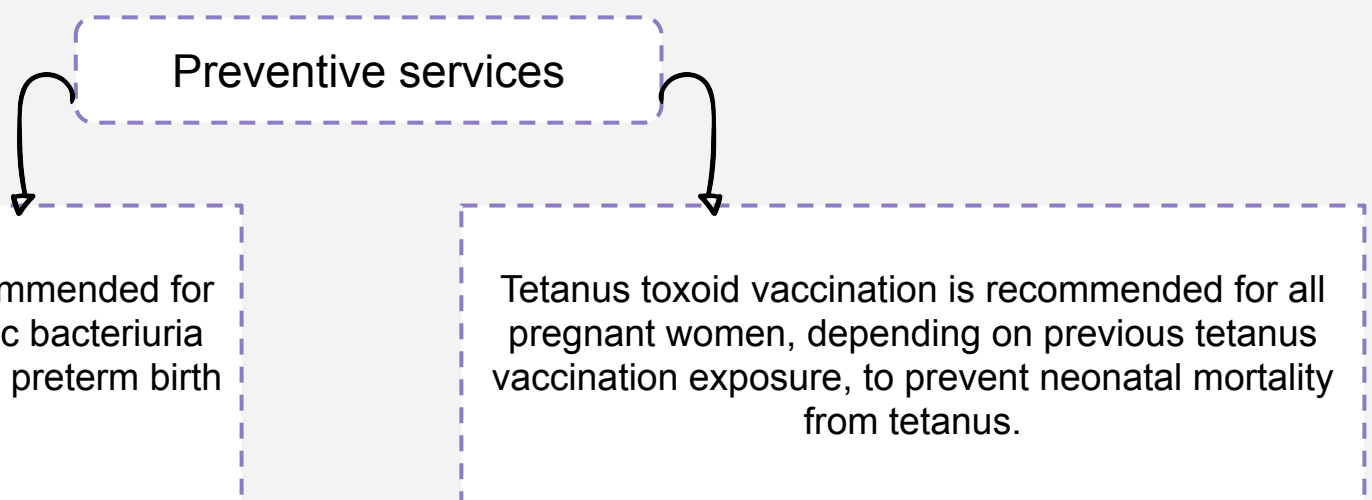 Preventive services
mmended for
c bacteriuria
preterm birth
Tetanus toxoid vaccination is recommended for all
pregnant women, depending on previous tetanus
vaccination exposure, to prevent neonatal mortality
from tetanus.